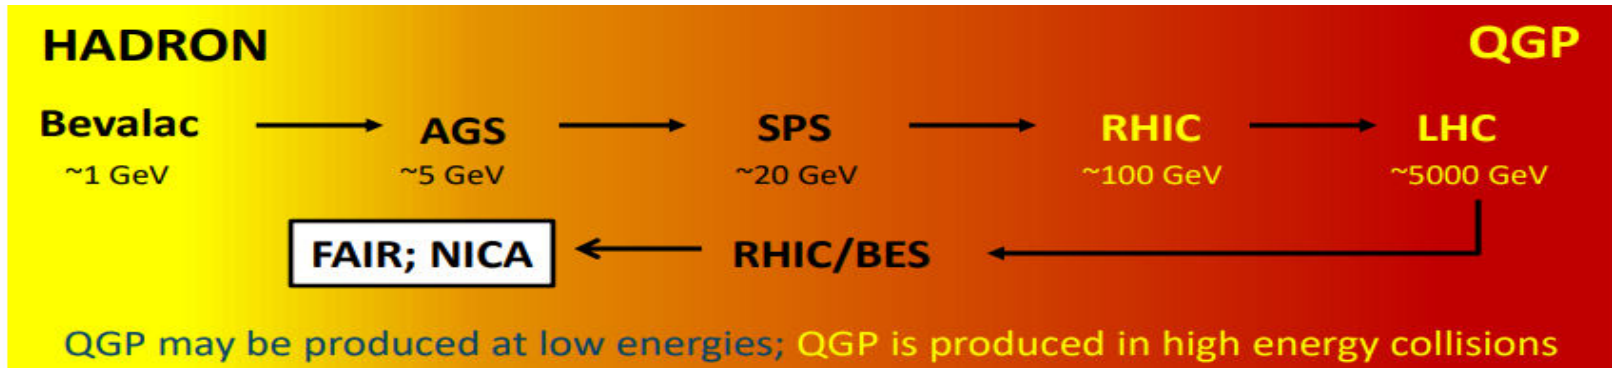 HADRON QGP
Bevalac AGS SPS RHIC LHC
~1 GeV ~5 GeV ~20 GeV ~100 GeV ~5000 GeV
FAIR; NICA RHIC/BES
QGP may be produced at low energies; QGP is produced in high energy collisions